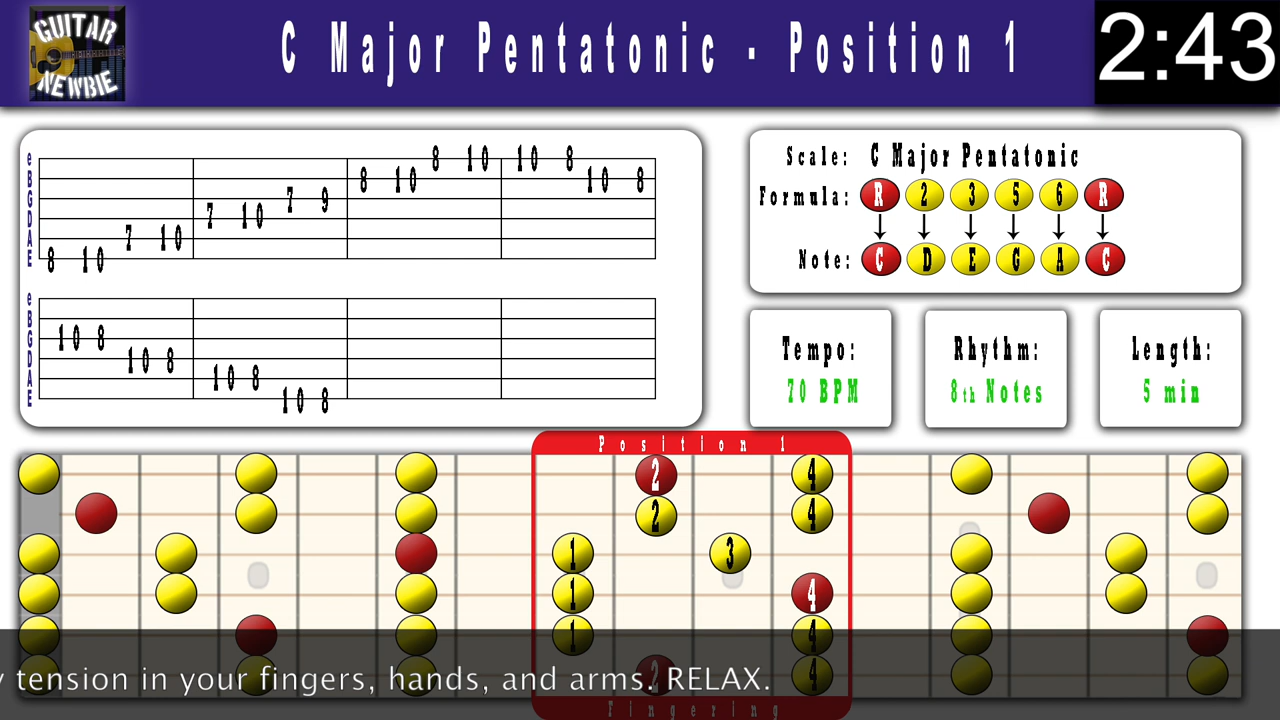 GUITAR
NEWBIE
C Major Pentatonic - Position 1
2:43
e
B
G
D
A
E
8 10 7 10 7 10 7 9 8 10 8 10 10 8 10 8
e
B
G
D
A
E
10 8 10 8 10 8 10 8
Scale: C Major Pentatonic
Formula: R 2 3 5 6 R
Note: C D E G A C
Tempo:
70 BPM
Rhythm:
8th Notes
Length:
5 min
Position 1
2 4
2 4
1 3
1 4
1 4
2 4
tension in your fingers, hands, and arms. RELAX.
Fingering